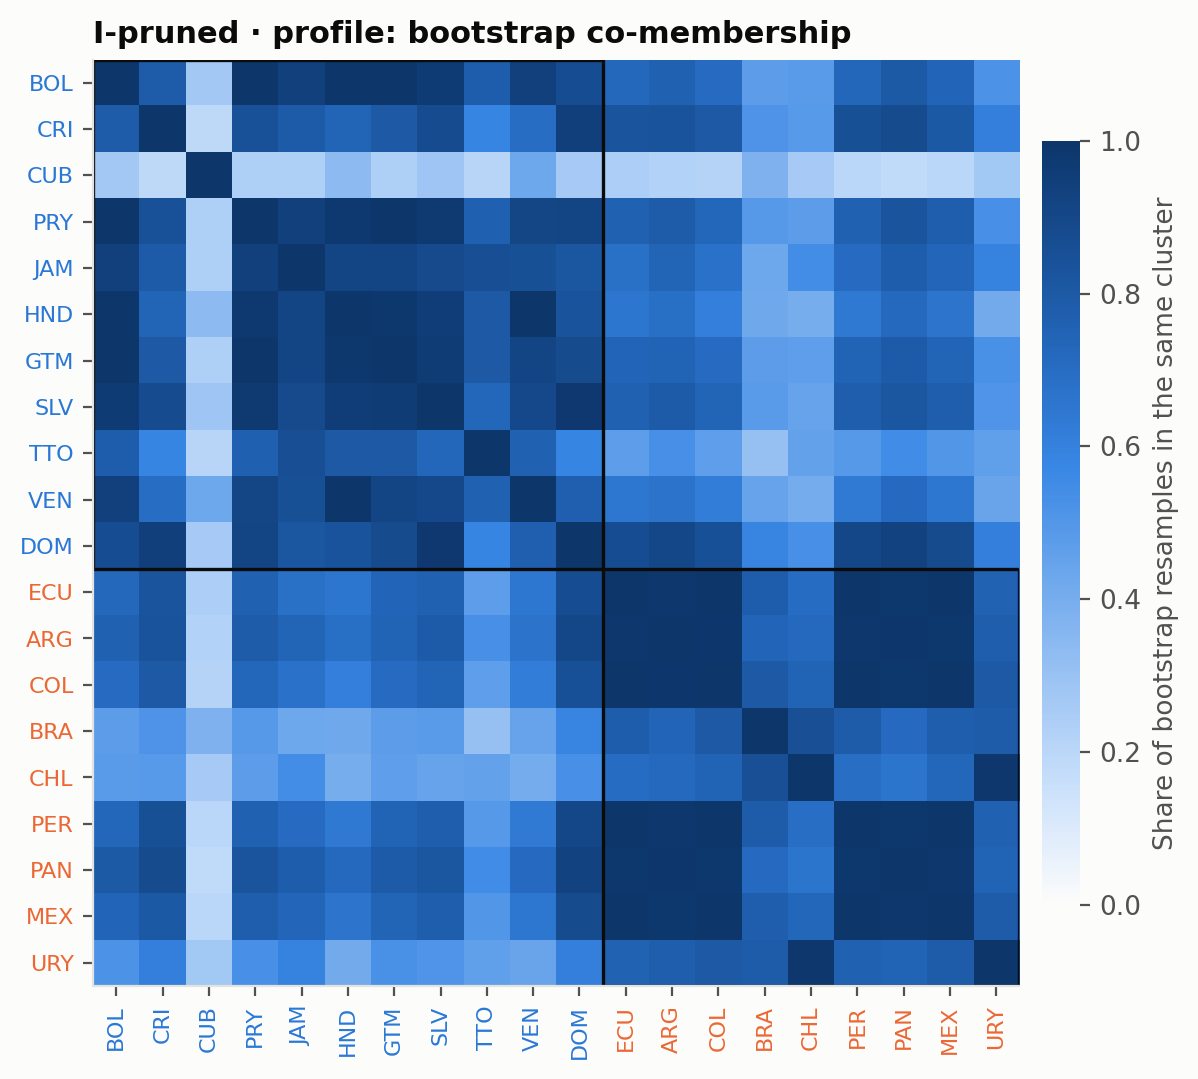 I-pruned · profile: bootstrap co-membership
BOL
CRI
CUB
PRY
JAM
HND
GTM
SLV
TTO
VEN
DOM
ECU
ARG
COL
BRA
CHL
PER
PAN
MEX
URY
BOL
CRI
CUB
PRY
JAM
HND
GTM
SLV
TTO
VEN
DOM
ECU
ARG
COL
BRA
CHL
PER
PAN
MEX
URY
1.0
0.8
0.6
0.4
0.2
0.0
Share of bootstrap resamples in the same cluster